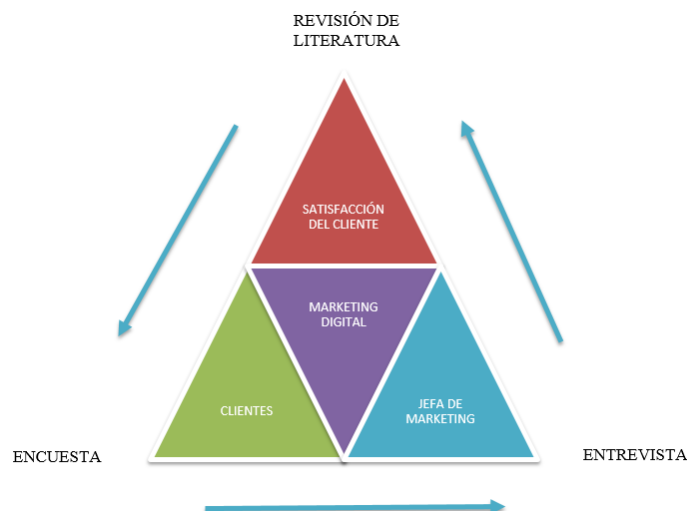 REVISIÓN DE
LITERATURA
SATISFACCIÓN
DEL CLIENTE
MARKETING
DIGITAL
CLIENTES
JEFA DE
MARKETING
ENCUESTA
ENTREVISTA